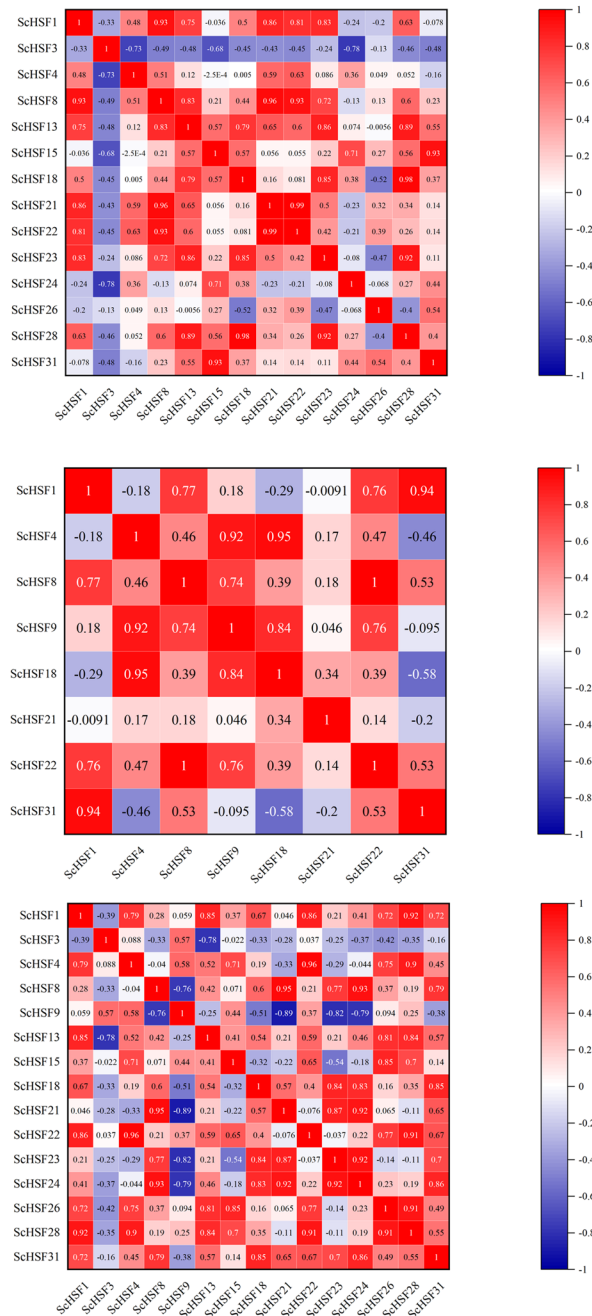 ScHSF1 1 -0.33 0.48 0.93 0.75 -0.036 0.5 0.86 0.81 0.83 -0.24 -0.2 0.63 -0.078
ScHSF3 -0.33 1 -0.73 -0.49 -0.48 -0.68 -0.45 -0.43 -0.45 -0.24 -0.78 -0.13 -0.46 -0.48
ScHSF4 0.48 -0.73 1 0.51 0.12 -2.5E-4 0.005 0.59 0.63 0.086 0.36 0.049 0.052 -0.16
ScHSF8 0.93 -0.49 0.51 1 0.83 0.21 0.44 0.96 0.93 0.72 -0.13 0.13 0.6 0.23
ScHSF13 0.75 -0.48 0.12 0.83 1 0.57 0.79 0.65 0.6 0.86 0.074 -0.0056 0.89 0.55
ScHSF15 -0.036 -0.68 -2.5E-4 0.21 0.57 1 0.57 0.056 0.055 0.22 0.71 0.27 0.56 0.93
ScHSF18 0.5 -0.45 0.005 0.44 0.79 0.57 1 0.16 0.081 0.85 0.38 -0.52 0.98 0.37
ScHSF21 0.86 -0.43 0.59 0.96 0.65 0.056 0.16 1 0.99 0.5 -0.23 0.32 0.34 0.14
ScHSF22 0.81 -0.45 0.63 0.93 0.6 0.055 0.081 0.99 1 0.42 -0.21 0.39 0.26 0.14
ScHSF23 0.83 -0.24 0.086 0.72 0.86 0.22 0.85 0.5 0.42 1 -0.08 -0.47 0.92 0.11
ScHSF24 -0.24 -0.78 0.36 -0.13 0.074 0.71 0.38 -0.23 -0.21 -0.08 1 -0.068 0.27 0.44
ScHSF26 -0.2 -0.13 0.049 0.13 -0.0056 0.27 -0.52 0.32 0.39 -0.47 -0.068 1 -0.4 0.54
ScHSF28 0.63 -0.46 0.052 0.6 0.89 0.56 0.98 0.34 0.26 0.92 0.27 -0.4 1 0.4
ScHSF31 -0.078 -0.48 -0.16 0.23 0.55 0.93 0.37 0.14 0.14 0.11 0.44 0.54 0.4 1
ScHSF1 ScHSF3 ScHSF4 ScHSF8 ScHSF13 ScHSF15 ScHSF18 ScHSF21 ScHSF22 ScHSF23 ScHSF24 ScHSF26 ScHSF28 ScHSF31
1
0.8
0.6
0.4
0.2
0
-0.2
-0.4
-0.6
-0.8
-1
ScHSF1 1 -0.18 0.77 0.18 -0.29 -0.0091 0.76 0.94
ScHSF4 -0.18 1 0.46 0.92 0.95 0.17 0.47 -0.46
ScHSF8 0.77 0.46 1 0.74 0.39 0.18 1 0.53
ScHSF9 0.18 0.92 0.74 1 0.84 0.046 0.76 -0.095
ScHSF18 -0.29 0.95 0.39 0.84 1 0.34 0.39 -0.58
ScHSF21 -0.0091 0.17 0.18 0.046 0.34 1 0.14 -0.2
ScHSF22 0.76 0.47 1 0.76 0.39 0.14 1 0.53
ScHSF31 0.94 -0.46 0.53 -0.095 -0.58 -0.2 0.53 1
ScHSF1 ScHSF4 ScHSF8 ScHSF9 ScHSF18 ScHSF21 ScHSF22 ScHSF31
1
0.8
0.6
0.4
0.2
0
-0.2
-0.4
-0.6
-0.8
-1
ScHSF1 1 -0.39 0.79 0.28 0.059 0.85 0.37 0.67 0.046 0.86 0.21 0.41 0.72 0.92 0.72
ScHSF3 -0.39 1 0.088 -0.33 0.57 -0.78 -0.022 -0.33 -0.28 0.037 -0.25 -0.37 -0.42 -0.35 -0.16
ScHSF4 0.79 0.088 1 -0.04 0.58 0.52 0.71 0.19 -0.33 0.96 -0.29 -0.044 0.75 0.9 0.45
ScHSF8 0.28 -0.33 -0.04 1 -0.76 0.42 0.071 0.6 0.95 0.21 0.77 0.93 0.37 0.19 0.79
ScHSF9 0.059 0.57 0.58 -0.76 1 -0.25 0.44 -0.51 -0.89 0.37 -0.82 -0.79 0.094 0.25 -0.38
ScHSF13 0.85 -0.78 0.52 0.42 -0.25 1 0.41 0.54 0.21 0.59 0.21 0.46 0.81 0.84 0.57
ScHSF15 0.37 -0.022 0.71 0.071 0.44 0.41 1 -0.32 -0.22 0.65 -0.54 -0.18 0.85 0.7 0.14
ScHSF18 0.67 -0.33 0.19 0.6 -0.51 0.54 -0.32 1 0.57 0.4 0.84 0.83 0.16 0.35 0.85
ScHSF21 0.046 -0.28 -0.33 0.95 -0.89 0.21 -0.22 0.57 1 -0.076 0.87 0.92 0.065 -0.11 0.65
ScHSF22 0.86 0.037 0.96 0.21 0.37 0.59 0.65 0.4 -0.076 1 -0.037 0.22 0.77 0.91 0.67
ScHSF23 0.21 -0.25 -0.29 0.77 -0.82 0.21 -0.54 0.84 0.87 -0.037 1 0.92 -0.14 -0.11 0.7
ScHSF24 0.41 -0.37 -0.044 0.93 -0.79 0.46 -0.18 0.83 0.92 0.22 0.92 1 0.23 0.19 0.86
ScHSF26 0.72 -0.42 0.75 0.37 0.094 0.81 0.85 0.16 0.065 0.77 -0.14 0.23 1 0.91 0.49
ScHSF28 0.92 -0.35 0.9 0.19 0.25 0.84 0.7 0.35 -0.11 0.91 -0.11 0.19 0.91 1 0.55
ScHSF31 0.72 -0.16 0.45 0.79 -0.38 0.57 0.14 0.85 0.65 0.67 0.7 0.86 0.49 0.55 1
ScHSF1 ScHSF3 ScHSF4 ScHSF8 ScHSF9 ScHSF13 ScHSF15 ScHSF18 ScHSF21 ScHSF22 ScHSF23 ScHSF24 ScHSF26 ScHSF28 ScHSF31
1
0.8
0.6
0.4
0.2
0
-0.2
-0.4
-0.6
-0.8
-1